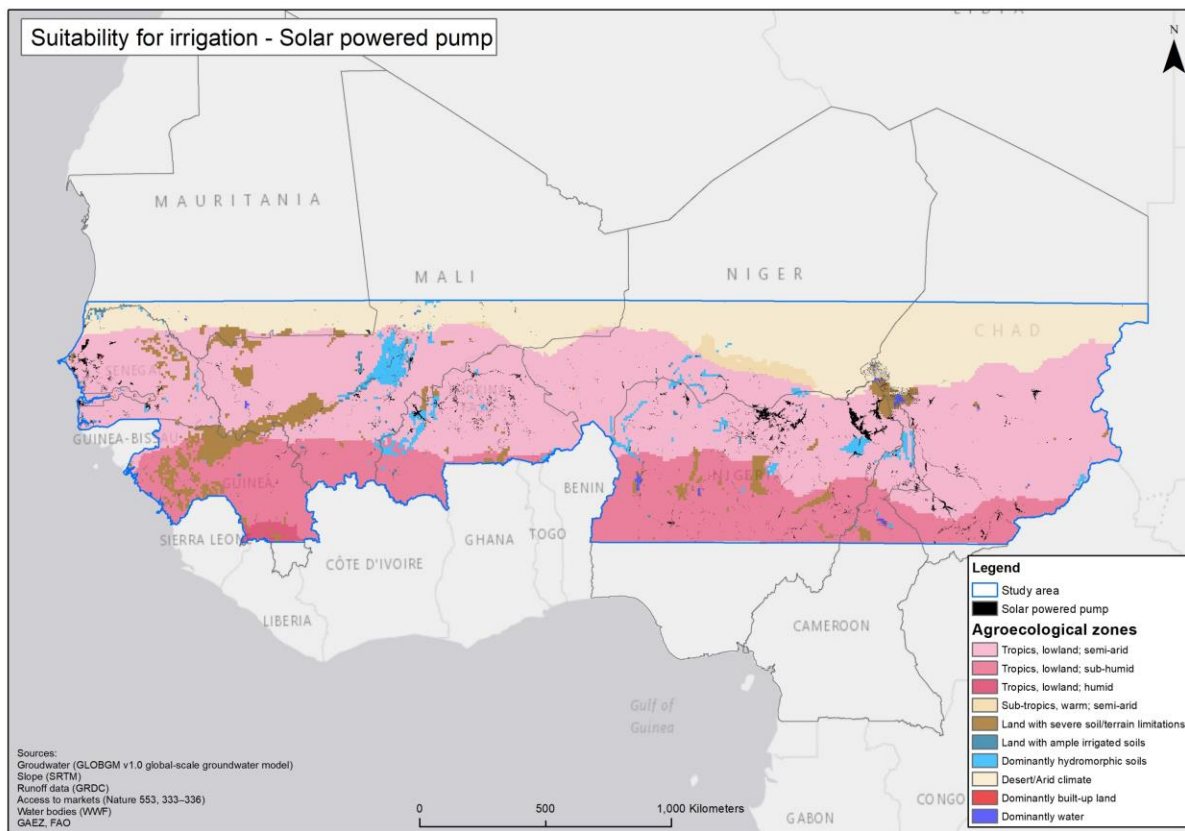 Suitability for irrigation - Solar powered pump
LIBYA
N
MAURITANIA
MALI
NIGER
CHAD
SENEGAL
BURKINA
FASO
GUINEA-BISSAU
GUINEA
NIGER
BENIN
SIERRA LEON
GHANA
TOGO
CÔTE D'IVOIRE
LIBERIA
CAMEROON
Gulf of
Guinea
GABON
CONGO
Legend
Study area
Solar powered pump
Agroecological zones
Tropics, lowland; semi-arid
Tropics, lowland; sub-humid
Tropics, lowland; humid
Sub-tropics, warm; semi-arid
Land with severe soil/terrain limitations
Land with ample irrigated soils
Dominantly hydromorphic soils
Desert/Arid climate
Dominantly built-up land
Dominantly water
Sources:
Groudwater (GLOBGM v1.0 global-scale groundwater model)
Slope (SRTM)
Runoff data (GRDC)
Access to markets (Nature 553, 333–336)
Water bodies (WWF)
GAEZ, FAO
0 500 1,000 Kilometers